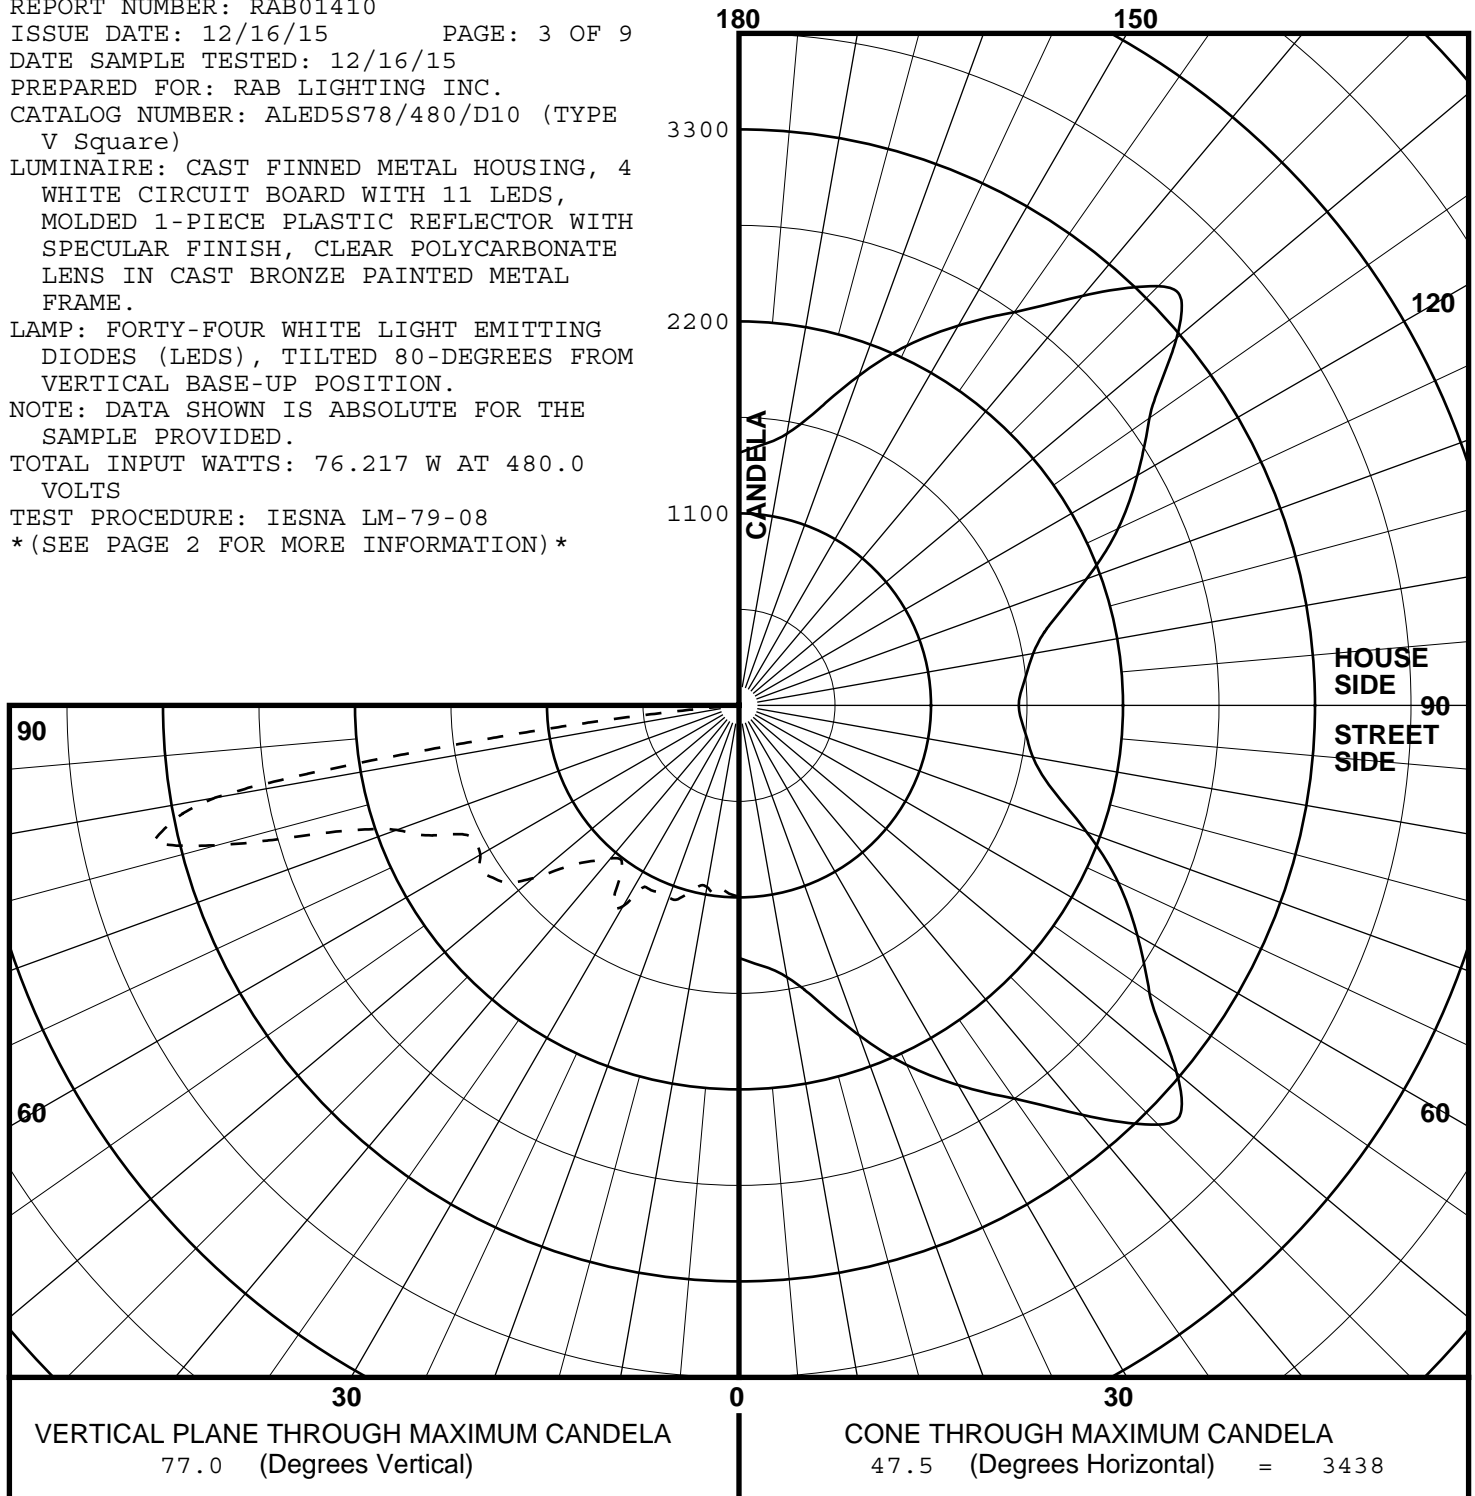 REPORT NUMBER: RAB01410
ISSUE DATE: 12/16/15 PAGE: 3 OF 9
DATE SAMPLE TESTED: 12/16/15
PREPARED FOR: RAB LIGHTING INC.
CATALOG NUMBER: ALED5S78/480/D10 (TYPE
V Square)
LUMINAIRE: CAST FINNED METAL HOUSING, 4
WHITE CIRCUIT BOARD WITH 11 LEDS,
MOLDED 1-PIECE PLASTIC REFLECTOR WITH
SPECULAR FINISH, CLEAR POLYCARBONATE
LENS IN CAST BRONZE PAINTED METAL
FRAME.
LAMP: FORTY-FOUR WHITE LIGHT EMITTING
DIODES (LEDS), TILTED 80-DEGREES FROM
VERTICAL BASE-UP POSITION.
NOTE: DATA SHOWN IS ABSOLUTE FOR THE
SAMPLE PROVIDED.
TOTAL INPUT WATTS: 76.217 W AT 480.0
VOLTS
TEST PROCEDURE: IESNA LM-79-08
*(SEE PAGE 2 FOR MORE INFORMATION)*
180
150
3300
120
2200
CANDELA
1100
HOUSE
SIDE
90
90
STREET
SIDE
60
60
30
0
30
VERTICAL PLANE THROUGH MAXIMUM CANDELA
77.0 (Degrees Vertical)
CONE THROUGH MAXIMUM CANDELA
47.5 (Degrees Horizontal) = 3438